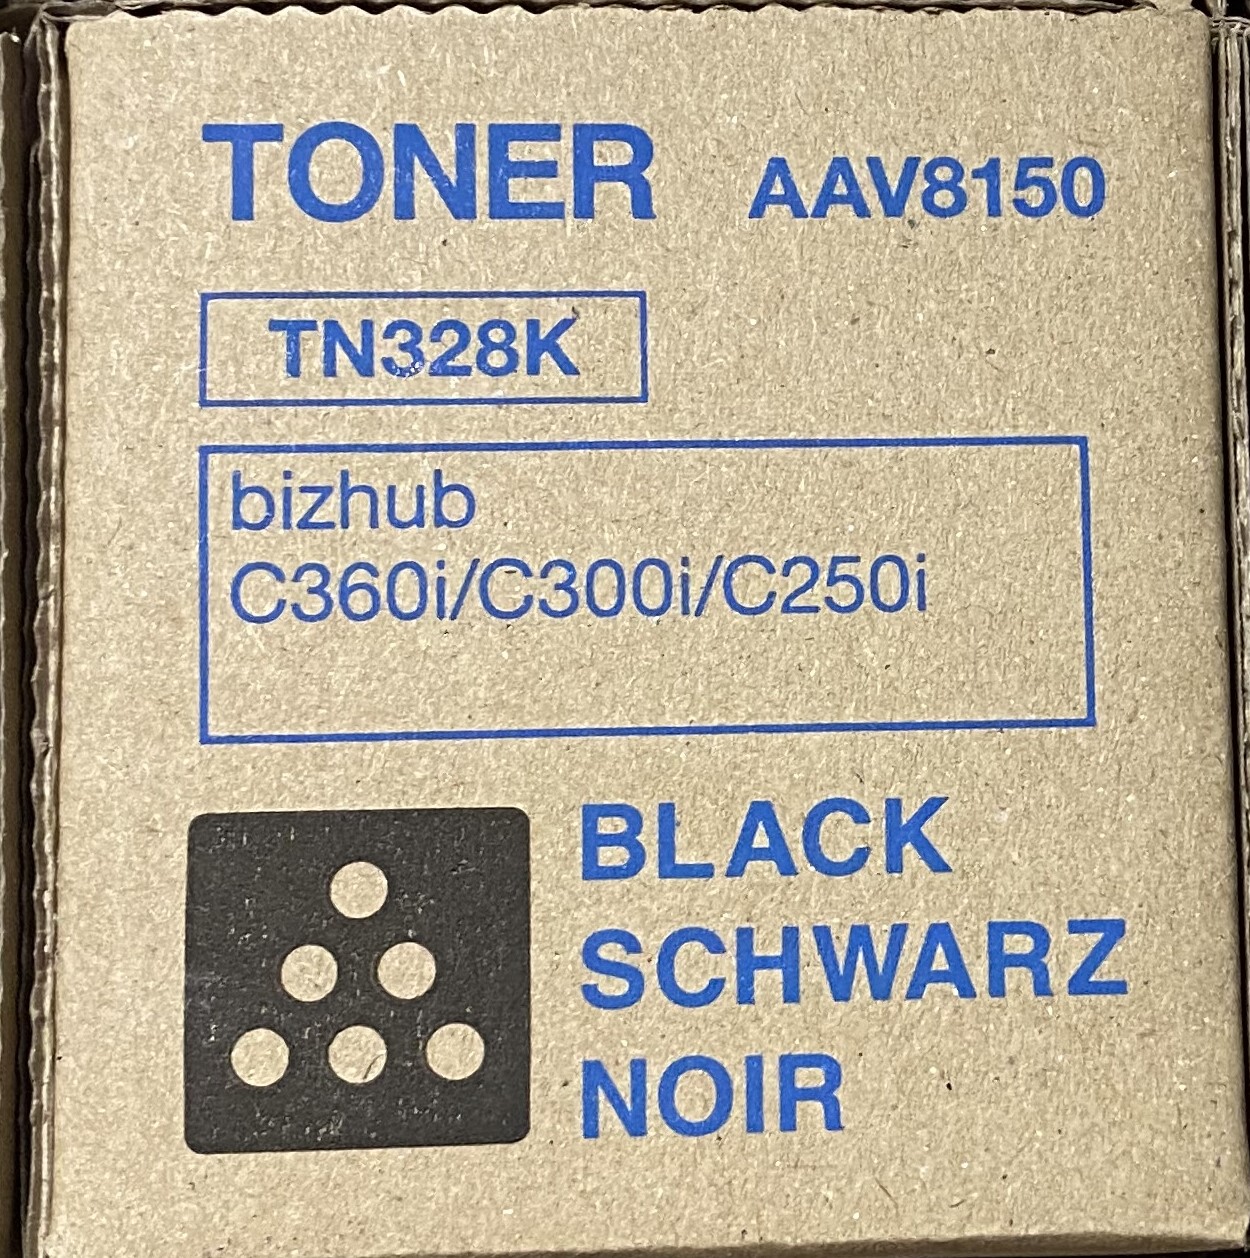 TONER AAV8150
TN328K
bizhub
C360i/C300i/C250i
BLACK
SCHWARZ
NOIR